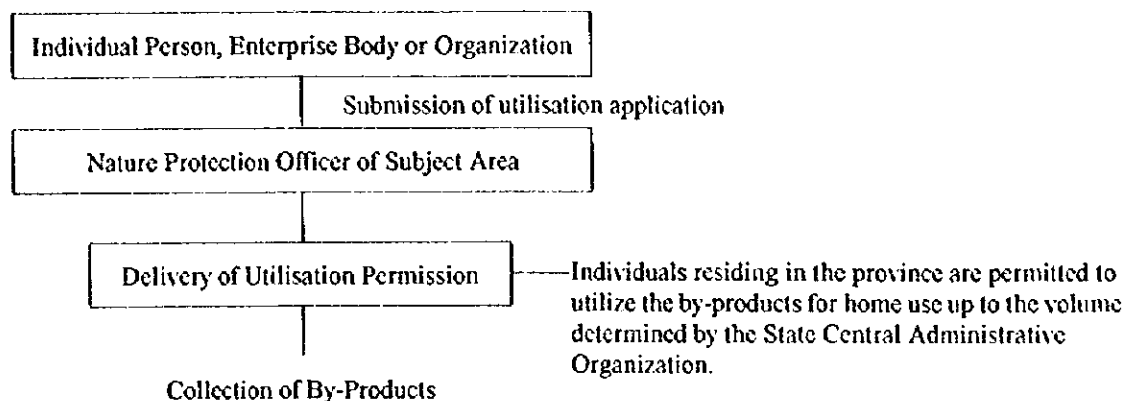 Individual Person, Enterprise Body or Organization
Submission of utilisation application
Nature Protection Officer of Subject Area
Delivery of Utilisation Permission
Individuals residing in the province are permitted to
utilize the by-products for home use up to the volume
determined by the State Central Administrative
Organization.
Collection of By-Products